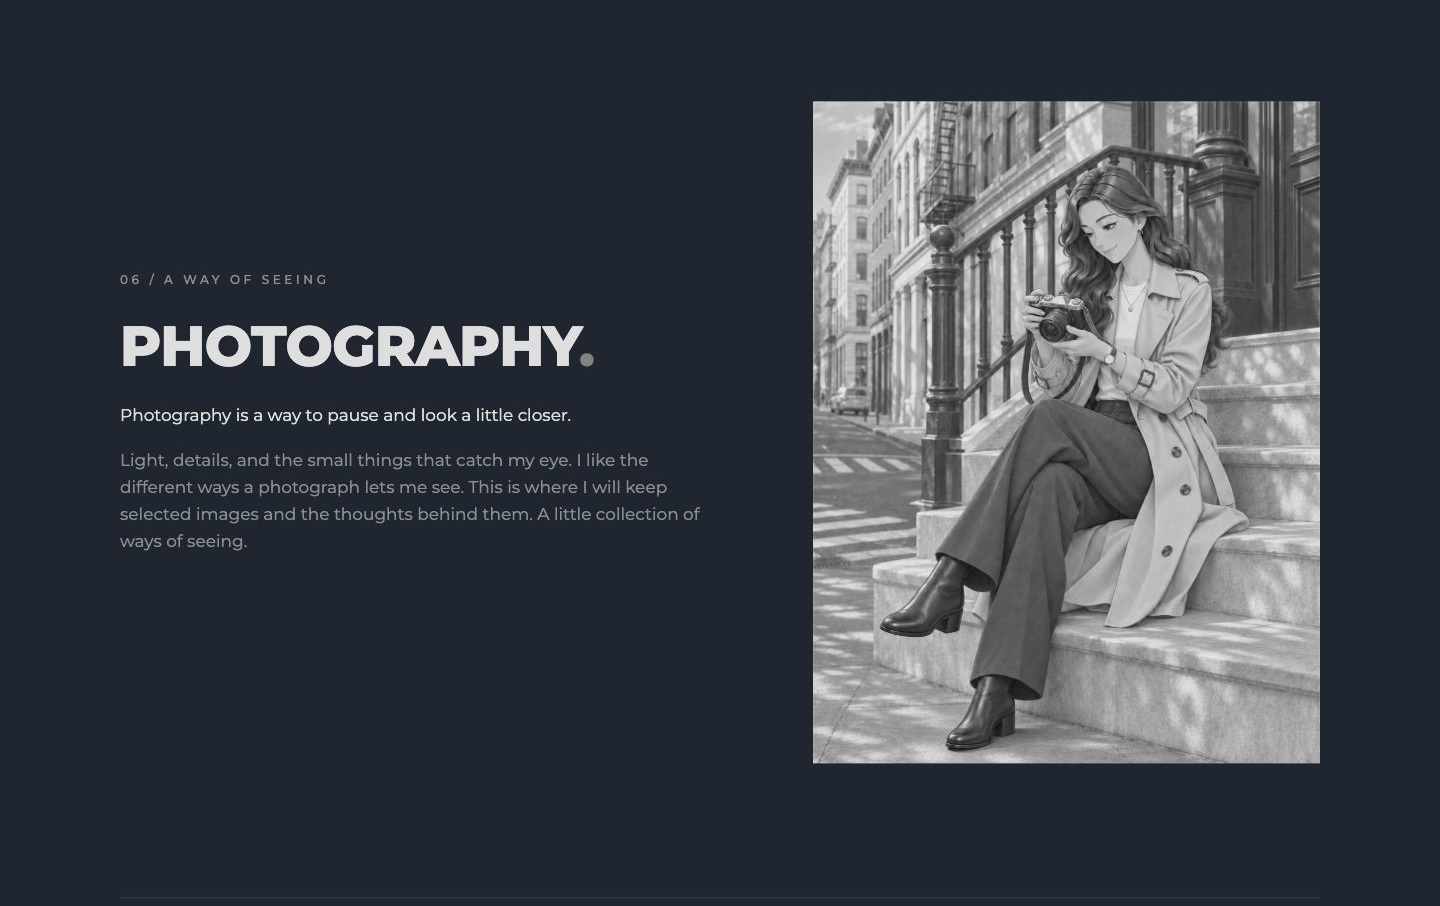 06 / A WAY OF SEEING
PHOTOGRAPHY.
Photography is a way to pause and look a little closer.
Light, details, and the small things that catch my eye. I like the
different ways a photograph lets me see. This is where I will keep
selected images and the thoughts behind them. A little collection of
ways of seeing.